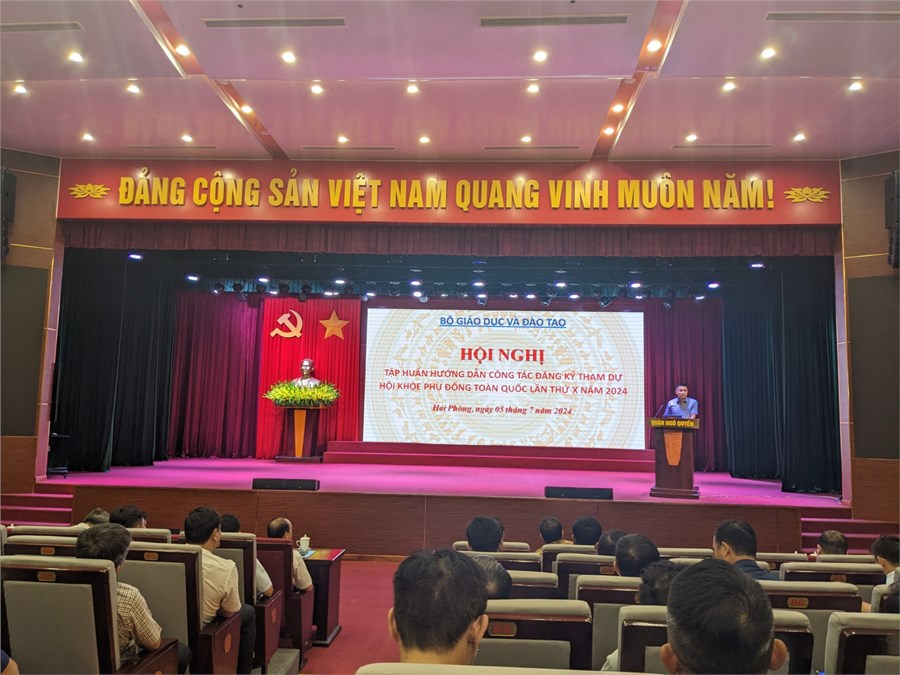 ĐẢNG CỘNG SẢN VIỆT NAM QUANG VINH MUÔN NĂM!
BỘ GIÁO DỤC VÀ ĐÀO TẠO
HỘI NGHỊ
TẬP HUẤN HƯỚNG DẪN CÔNG TÁC ĐĂNG KÝ THAM DỰ
HỘI KHỎE PHÙ ĐỔNG TOÀN QUỐC LẦN THỨ X NĂM 2024
Hải Phòng, ngày 05 tháng 7 năm 2024
QUẬN NGÔ QUYỀN